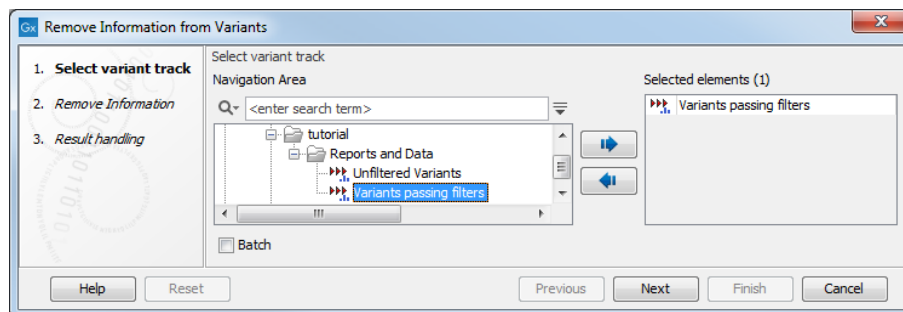 Gx Remove Information from Variants
X
1. Select variant track
2. Remove Information
3. Result handling
Select variant track
Navigation Area
<enter search term>
tutorial
Reports and Data
Unfiltered Variants
Variants passing filters
Batch
Selected elements (1)
Variants passing filters
Help
Reset
Previous
Next
Finish
Cancel